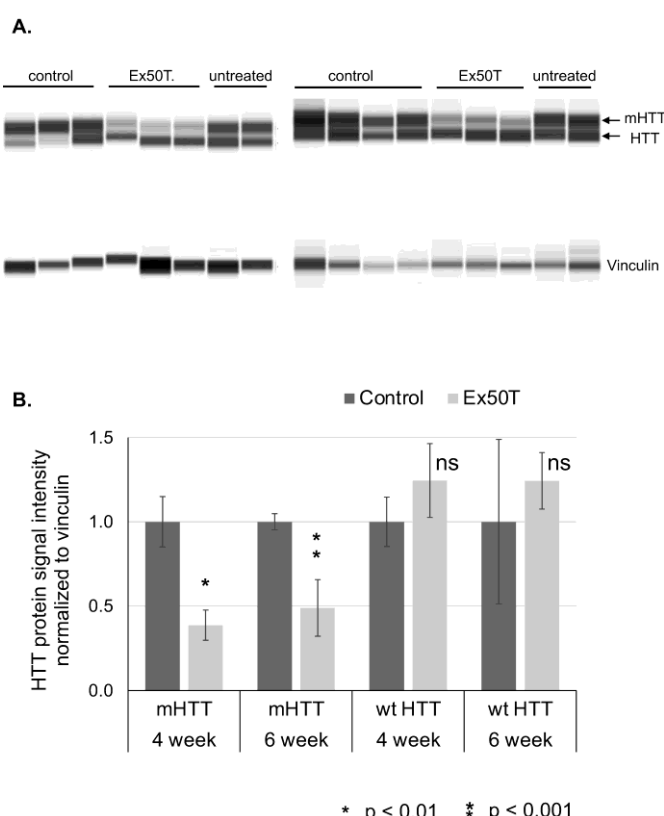 A.
control Ex50T. untreated control Ex50T untreated
mHTT
HTT
Vinculin
B.
Control Ex50T
HTT protein signal intensity
normalized to vinculin
1.5
1.0
0.5
0.0
*
*
*
ns
ns
mHTT mHTT wt HTT wt HTT
4 week 6 week 4 week 6 week
* p < 0.01 ** p < 0.001